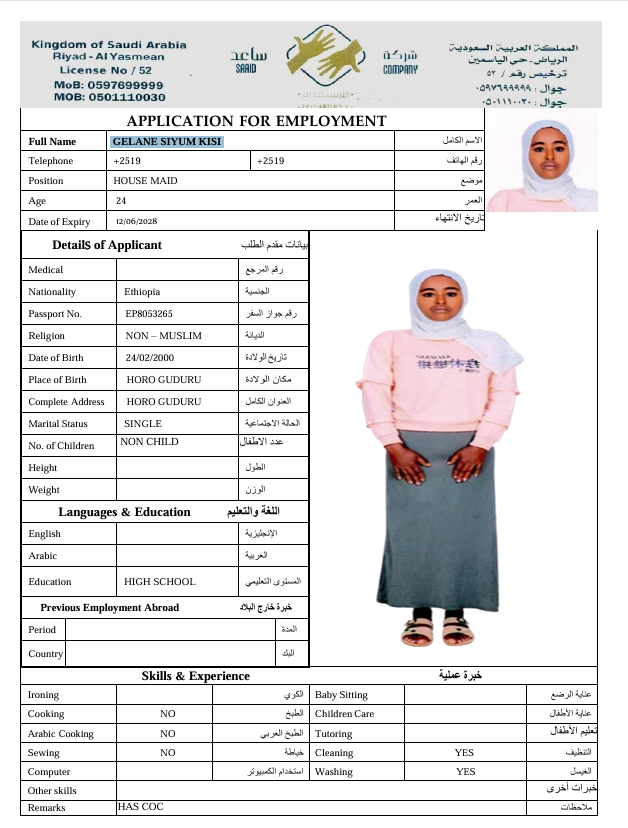 Kingdom of Saudi Arabia
Riyad - Al Yasmean
License No / 52
MoB: 0597699999
MOB: 0501110030
ساعد
SAAID
شركة
COMPANY
المملكة العربية السعودية
الرياض - حي الياسمين
ترخيص رقم / ٥٢
جوال : ٠٥٩٧٦٩٩٩٩٩
جوال : ٠٥٠١١١٠٠٣٠
APPLICATION FOR EMPLOYMENT
Full Name GELANE SIYUM KISI الاسم الكامل
Telephone +2519 +2519 رقم الهاتف
Position HOUSE MAID موضع
Age 24 العمر
Date of Expiry 12/06/2028 تاريخ الانتهاء
Details of Applicant بيانات مقدم الطلب
Medical رقم المرجع
Nationality Ethiopia الجنسية
Passport No. EP8053265 رقم جواز السفر
Religion NON – MUSLIM الديانة
Date of Birth 24/02/2000 تاريخ الولادة
Place of Birth HORO GUDURU مكان الولادة
Complete Address HORO GUDURU العنوان الكامل
Marital Status SINGLE الحالة الاجتماعية
No. of Children NON CHILD عدد الاطفال
Height الطول
Weight الوزن
Languages & Education اللغة والتعليم
English الإنجليزية
Arabic العربية
Education HIGH SCHOOL المستوى التعليمي
Previous Employment Abroad خبرة خارج البلاد
Period المدة
Country البلد
Skills & Experience خبرة عملية
Ironing الكوي Baby Sitting عناية الرضع
Cooking NO الطبخ Children Care عناية الأطفال
Arabic Cooking NO الطبخ العربي Tutoring تعليم الأطفال
Sewing NO خياطة Cleaning YES التنظيف
Computer استخدام الكمبيوتر Washing YES الغيسل
Other skills خبرات أخرى
Remarks HAS COC ملاحظات